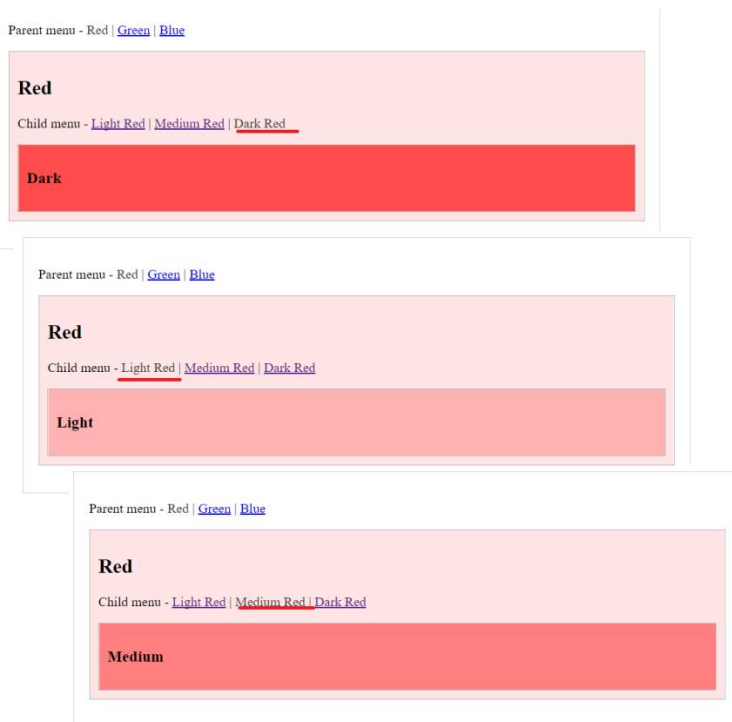 Parent menu - Red | Green | Blue
Red
Child menu - Light Red | Medium Red | Dark Red
Dark
Parent menu - Red | Green | Blue
Red
Child menu - Light Red | Medium Red | Dark Red
Light
Parent menu - Red | Green | Blue
Red
Child menu - Light Red | Medium Red | Dark Red
Medium